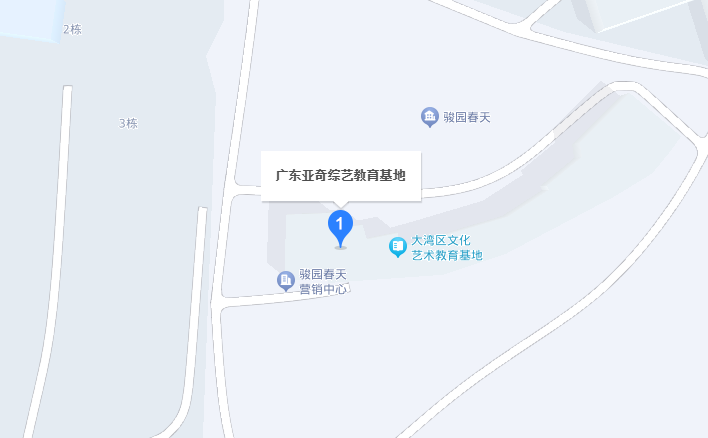 2栋
3栋
骏园春天
广东亚奇综艺教育基地
1
大湾区文化
艺术教育基地
骏园春天
营销中心